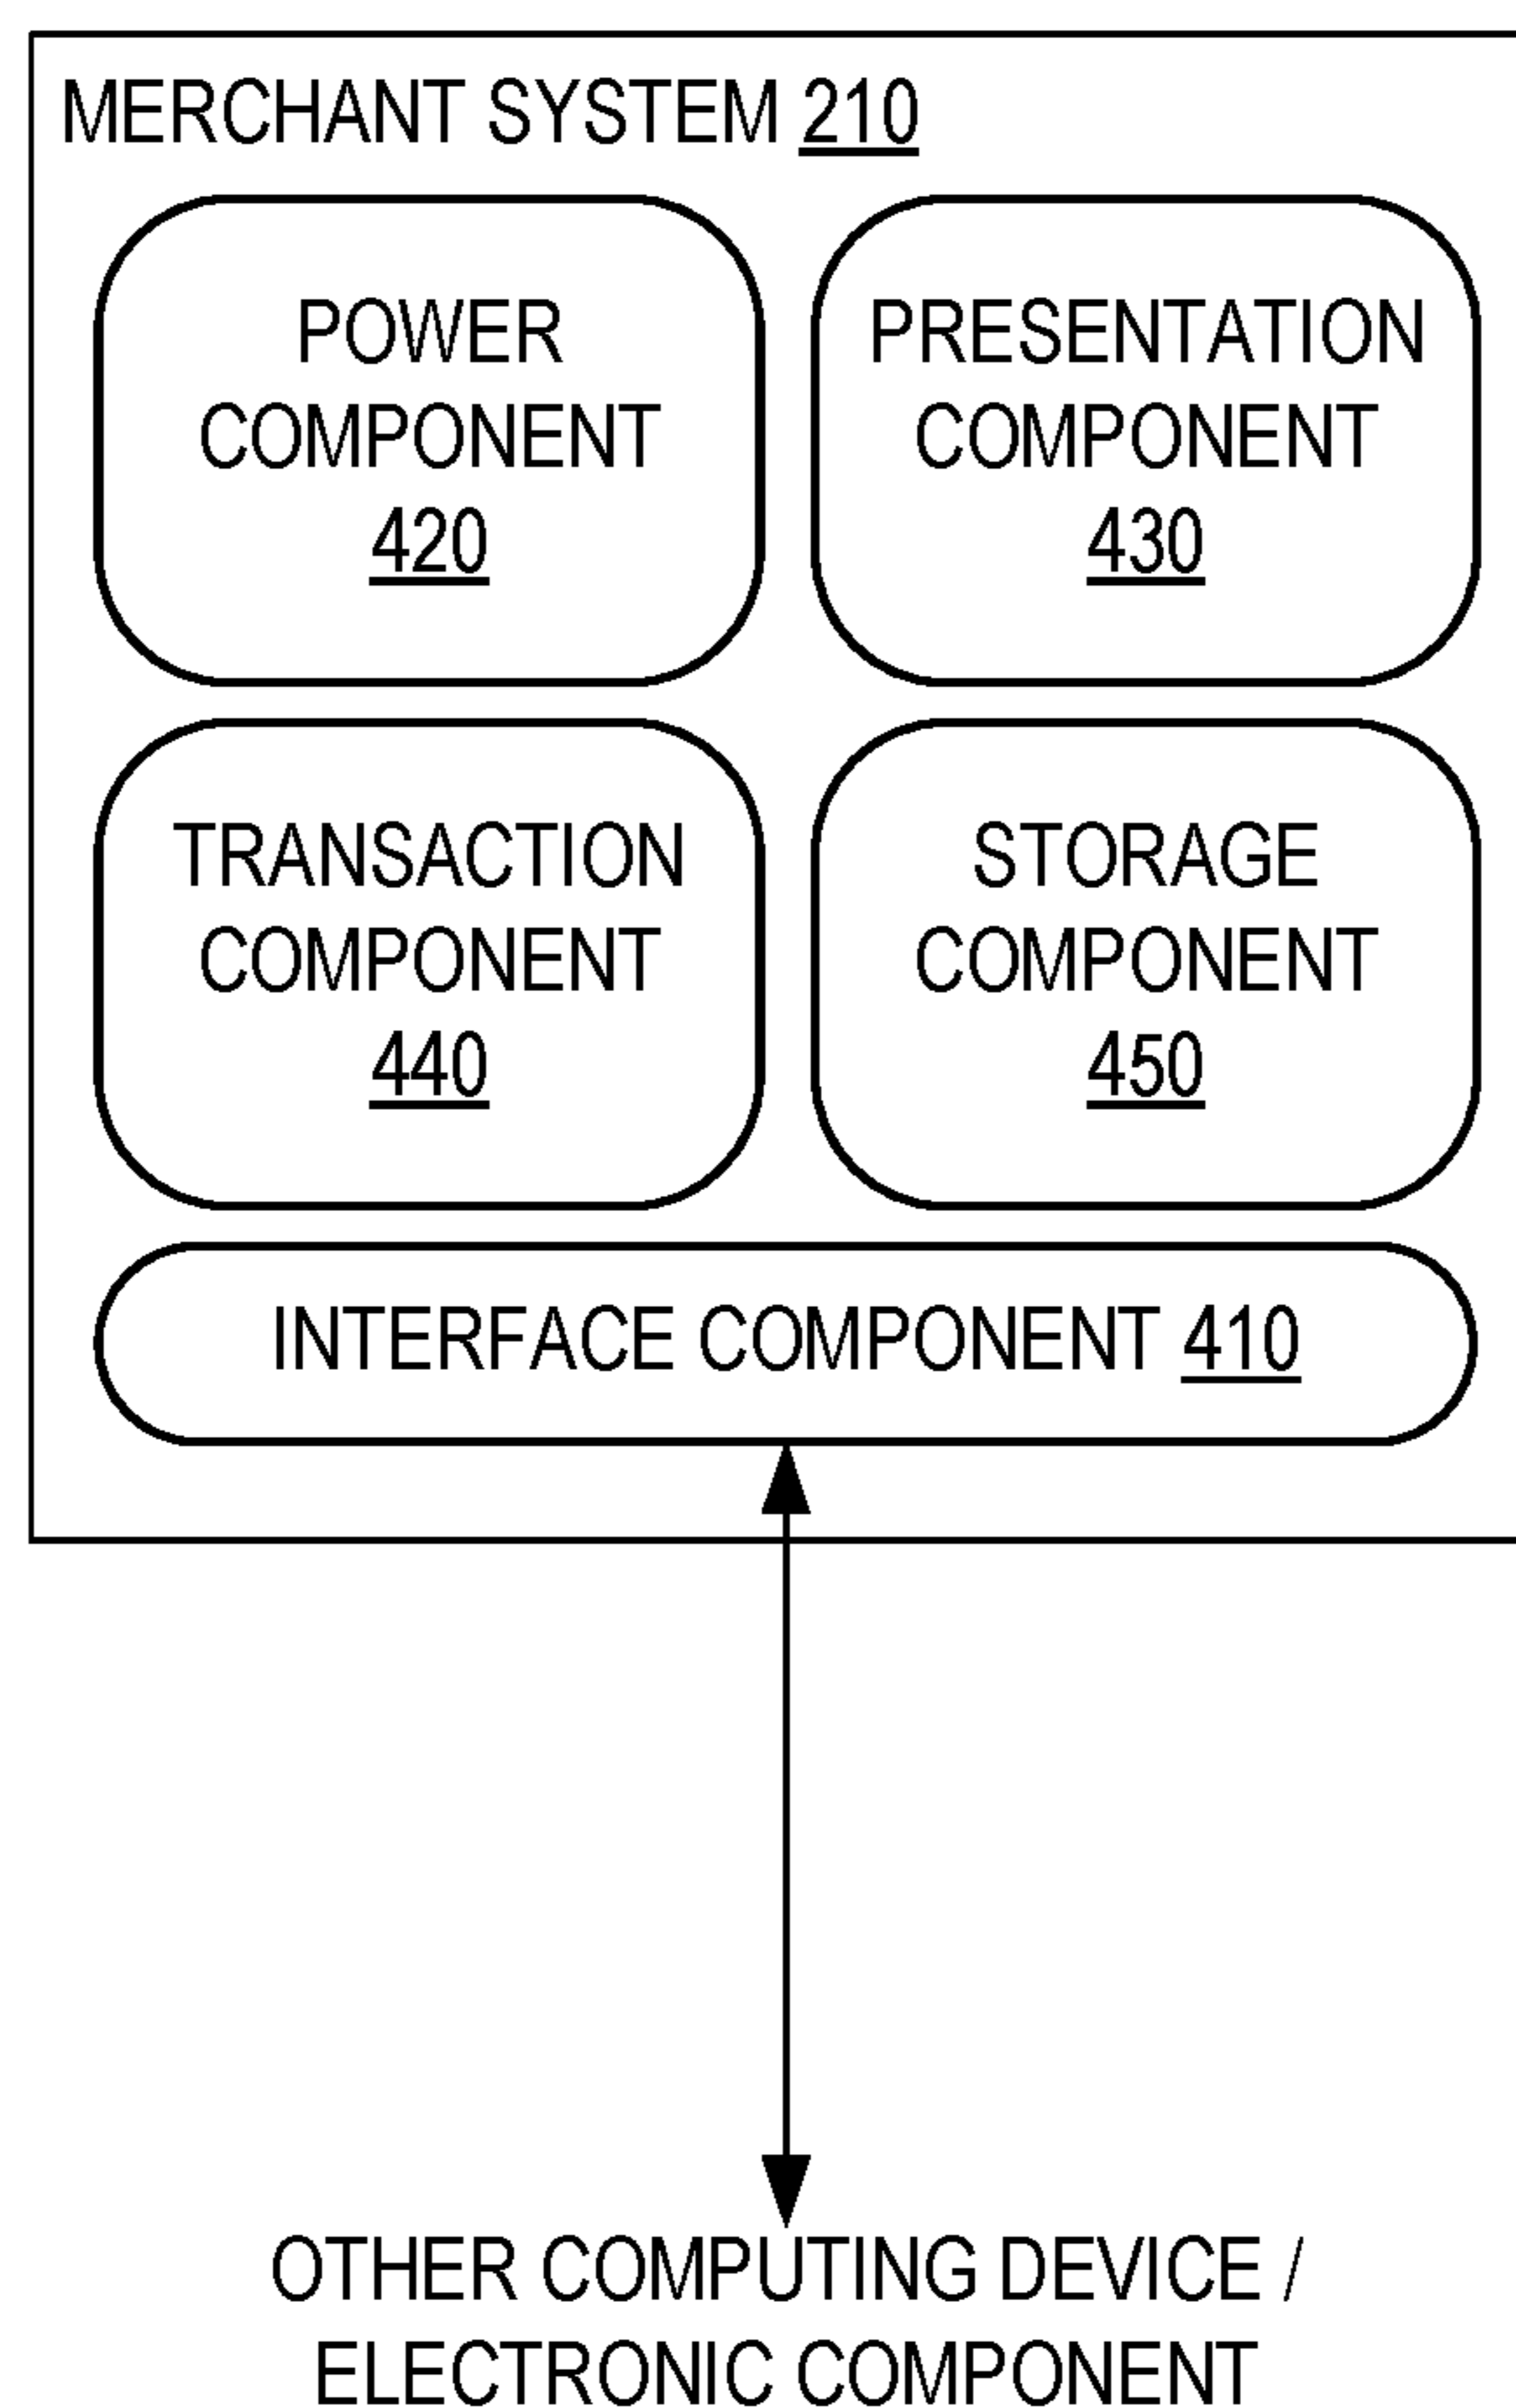 MERCHANT SYSTEM 210
POWER
COMPONENT
420
PRESENTATION
COMPONENT
430
TRANSACTION
COMPONENT
440
STORAGE
COMPONENT
450
INTERFACE COMPONENT 410
OTHER COMPUTING DEVICE /
ELECTRONIC COMPONENT